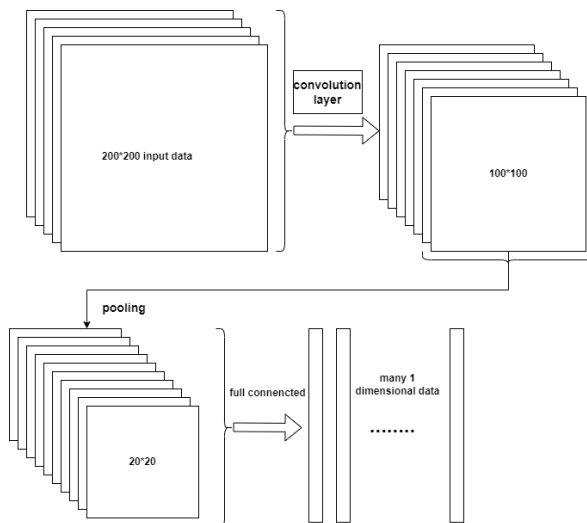 convolution
layer
200*200 input data
100*100
pooling
full connencted
many 1
dimensional data
........
20*20